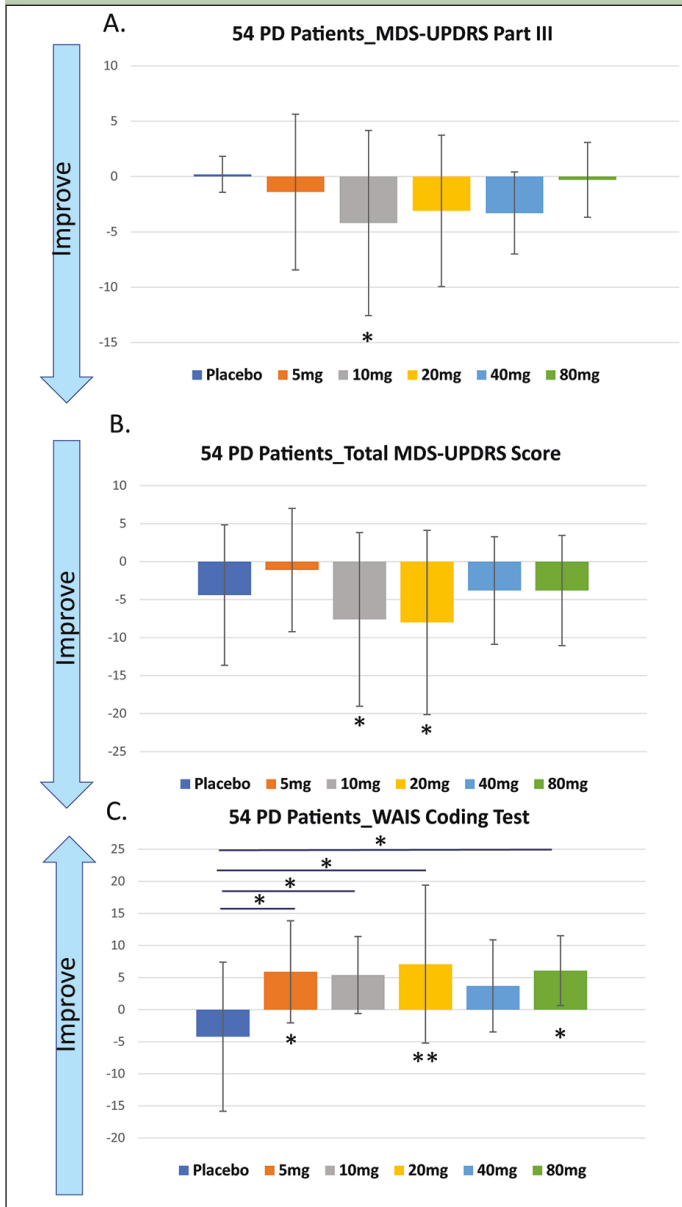 A.
54 PD Patients_MDS-UPDRS Part III
10
5
0
-5
-10
-15
*
Improve
Placebo 5mg 10mg 20mg 40mg 80mg
B.
54 PD Patients_Total MDS-UPDRS Score
10
5
0
-5
-10
-15
-20
-25
* *
Improve
Placebo 5mg 10mg 20mg 40mg 80mg
C.
54 PD Patients_WAIS Coding Test
25
20
15
10
5
0
-5
-10
-15
-20
*
*
*
*
* ** *
Improve
Placebo 5mg 10mg 20mg 40mg 80mg